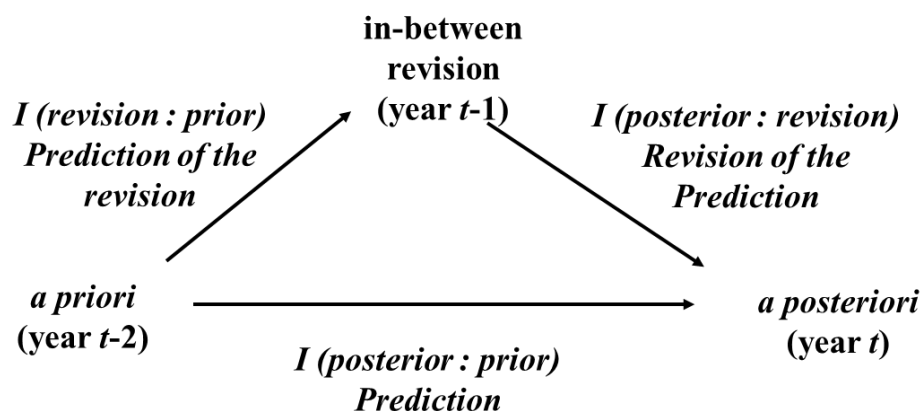 in-between
revision
(year t-1)
I (revision : prior)
Prediction of the
revision
I (posterior : revision)
Revision of the
Prediction
a priori
(year t-2)
a posteriori
(year t)
I (posterior : prior)
Prediction